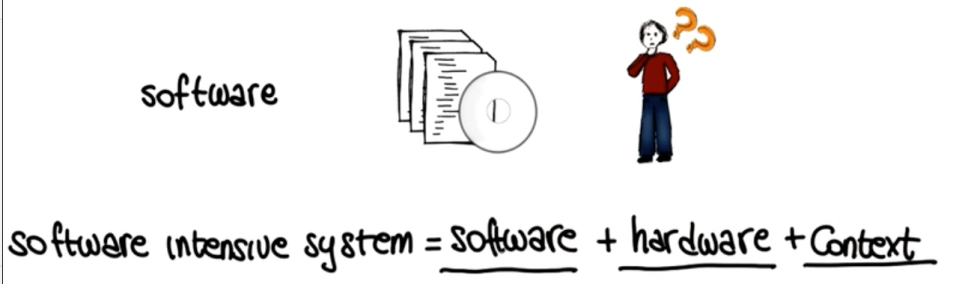 software
??
software intensive system = software + hardware + Context